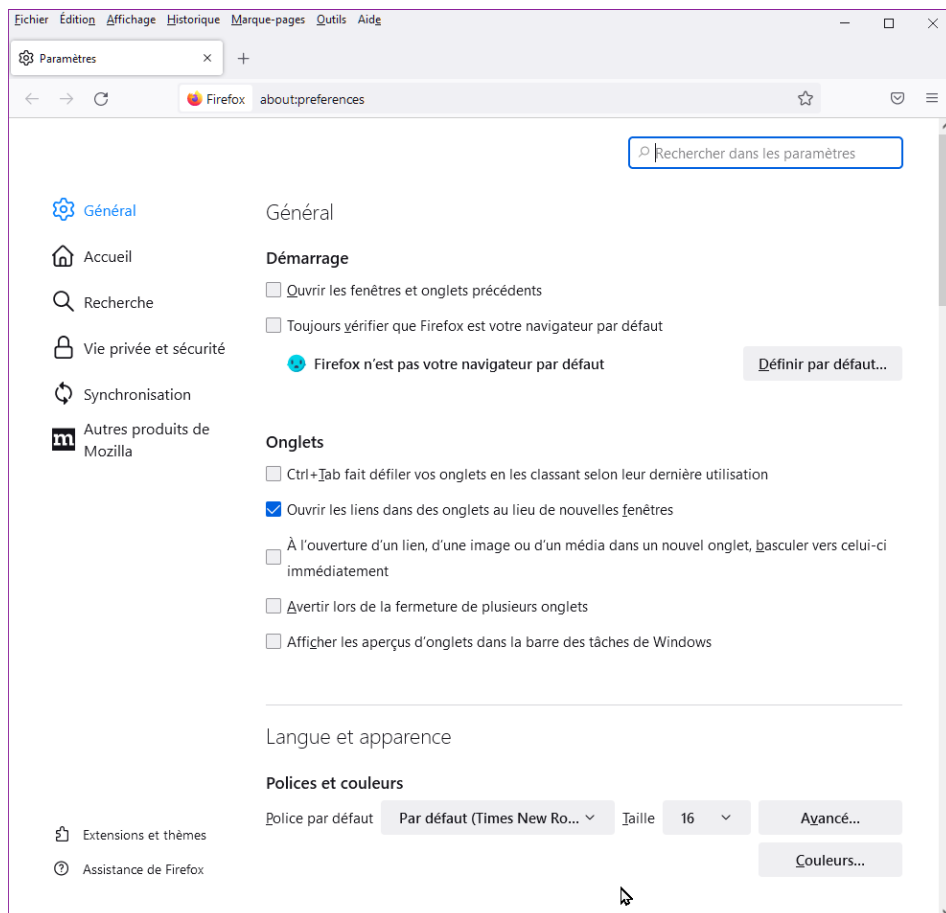 Fichier Édition Affichage Historique Marque-pages Outils Aide
Paramètres
Firefox about:preferences
Rechercher dans les paramètres
Général
Accueil
Recherche
Vie privée et sécurité
Synchronisation
m Autres produits de
Mozilla
Extensions et thèmes
Assistance de Firefox
Général
Démarrage
Ouvrir les fenêtres et onglets précédents
Toujours vérifier que Firefox est votre navigateur par défaut
Firefox n’est pas votre navigateur par défaut Définir par défaut...
Onglets
Ctrl+Tab fait défiler vos onglets en les classant selon leur dernière utilisation
Ouvrir les liens dans des onglets au lieu de nouvelles fenêtres
À l’ouverture d’un lien, d’une image ou d’un média dans un nouvel onglet, basculer vers celui-ci
immédiatement
Avertir lors de la fermeture de plusieurs onglets
Afficher les aperçus d’onglets dans la barre des tâches de Windows
Langue et apparence
Polices et couleurs
Police par défaut Par défaut (Times New Ro... Taille 16 Avancé...
Couleurs...